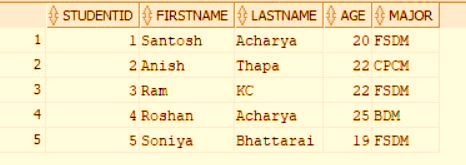 STUDENTID FIRSTNAME LASTNAME AGE MAJOR
1 1 Santosh Acharya 20 FSDM
2 2 Anish Thapa 22 CPCM
3 3 Ram KC 22 FSDM
4 4 Roshan Acharya 25 BDM
5 5 Soniya Bhattarai 19 FSDM